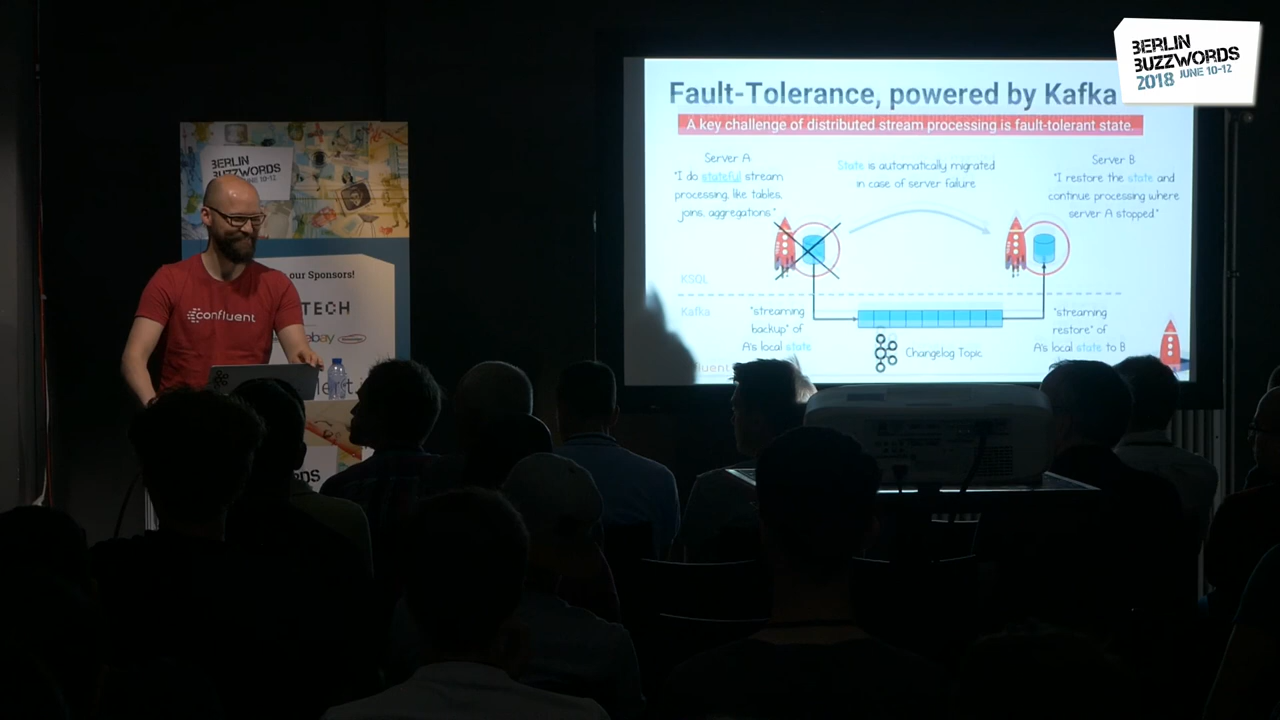 BERLIN
BUZZWORDS
2018 JUNE 10-12
Fault-Tolerance, powered by Kafka
A key challenge of distributed stream processing is fault-tolerant state.
Server A
"I do stateful stream
processing, like tables,
joins, aggregations."
State is automatically migrated
in case of server failure
Server B
"I restore the state and
continue processing where
server A stopped"
KSQL
Kafka
"streaming
backup" of
A's local state
Changelog Topic
"streaming
restore" of
A's local state to B
BERLIN
BUZZWORDS
our Sponsors!
TECH
ebay
confluent